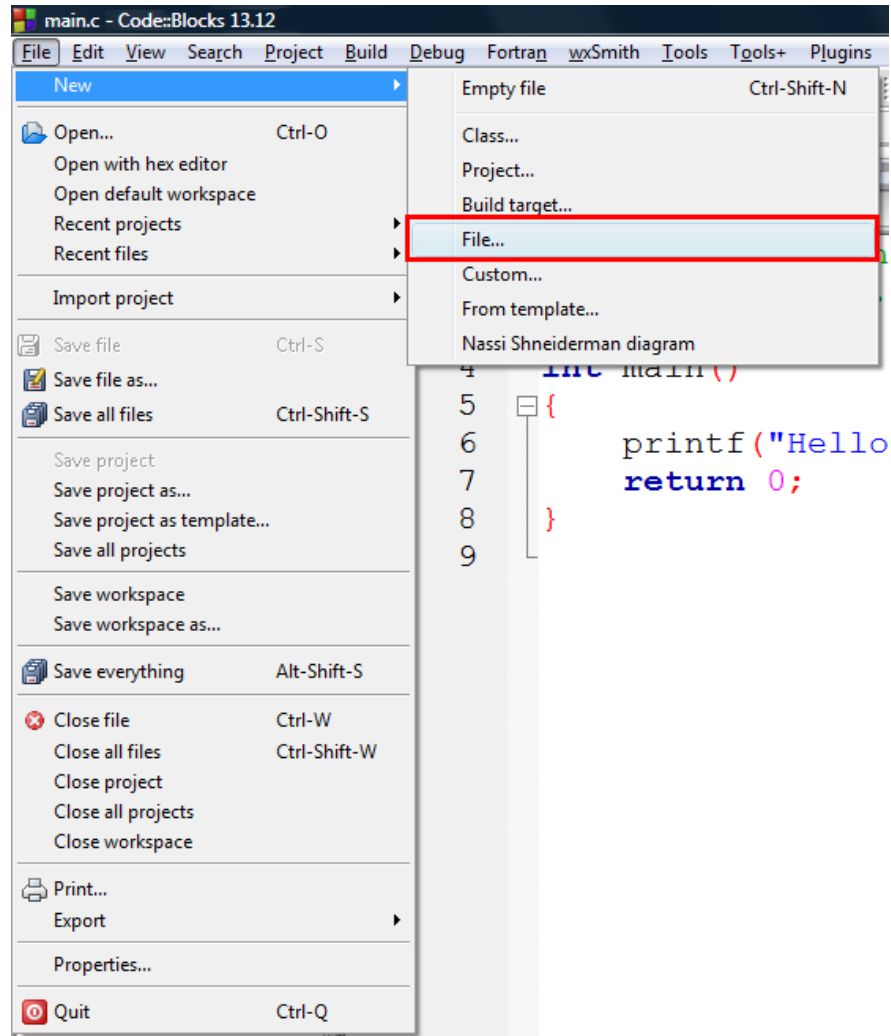 main.c - Code::Blocks 13.12
File Edit View Search Project Build Debug Fortran wxSmith Tools Tools+ Plugins
New
Open... Ctrl-O
Open with hex editor
Open default workspace
Recent projects
Recent files
Import project
Save file Ctrl-S
Save file as...
Save all files Ctrl-Shift-S
Save project
Save project as...
Save project as template...
Save all projects
Save workspace
Save workspace as...
Save everything Alt-Shift-S
Close file Ctrl-W
Close all files Ctrl-Shift-W
Close project
Close all projects
Close workspace
Print...
Export
Properties...
Quit Ctrl-Q
Empty file Ctrl-Shift-N
Class...
Project...
Build target...
File...
Custom...
From template...
Nassi Shneiderman diagram
4 int main()
5 {
6 printf("Hello
7 return 0;
8 }
9